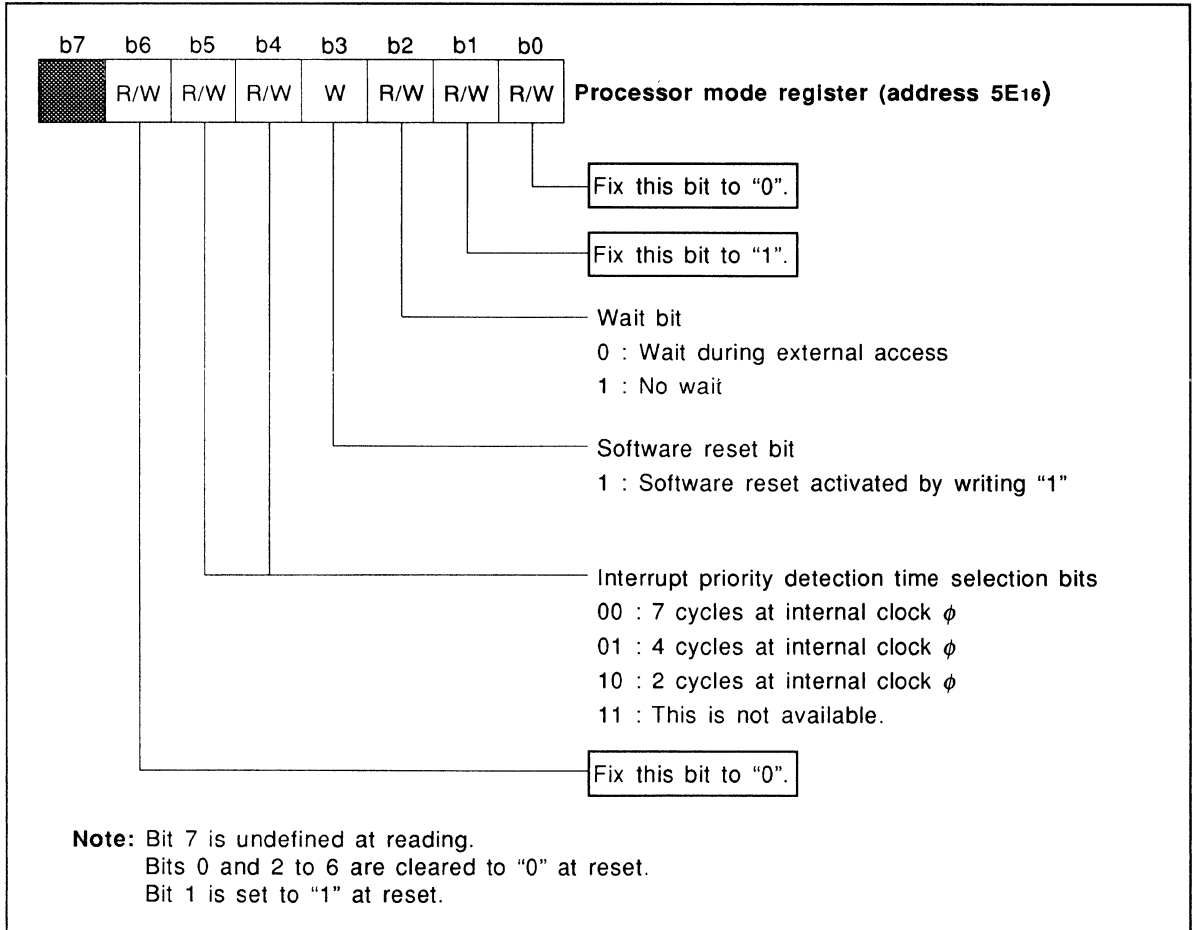 b7 b6 b5 b4 b3 b2 b1 b0
R/W R/W R/W W R/W R/W R/W Processor mode register (address 5E16)
Fix this bit to “0”.
Fix this bit to “1”.
Wait bit
0 : Wait during external access
1 : No wait
Software reset bit
1 : Software reset activated by writing “1”
Interrupt priority detection time selection bits
00 : 7 cycles at internal clock ϕ
01 : 4 cycles at internal clock ϕ
10 : 2 cycles at internal clock ϕ
11 : This is not available.
Fix this bit to “0”.
Note: Bit 7 is undefined at reading.
Bits 0 and 2 to 6 are cleared to “0” at reset.
Bit 1 is set to “1” at reset.